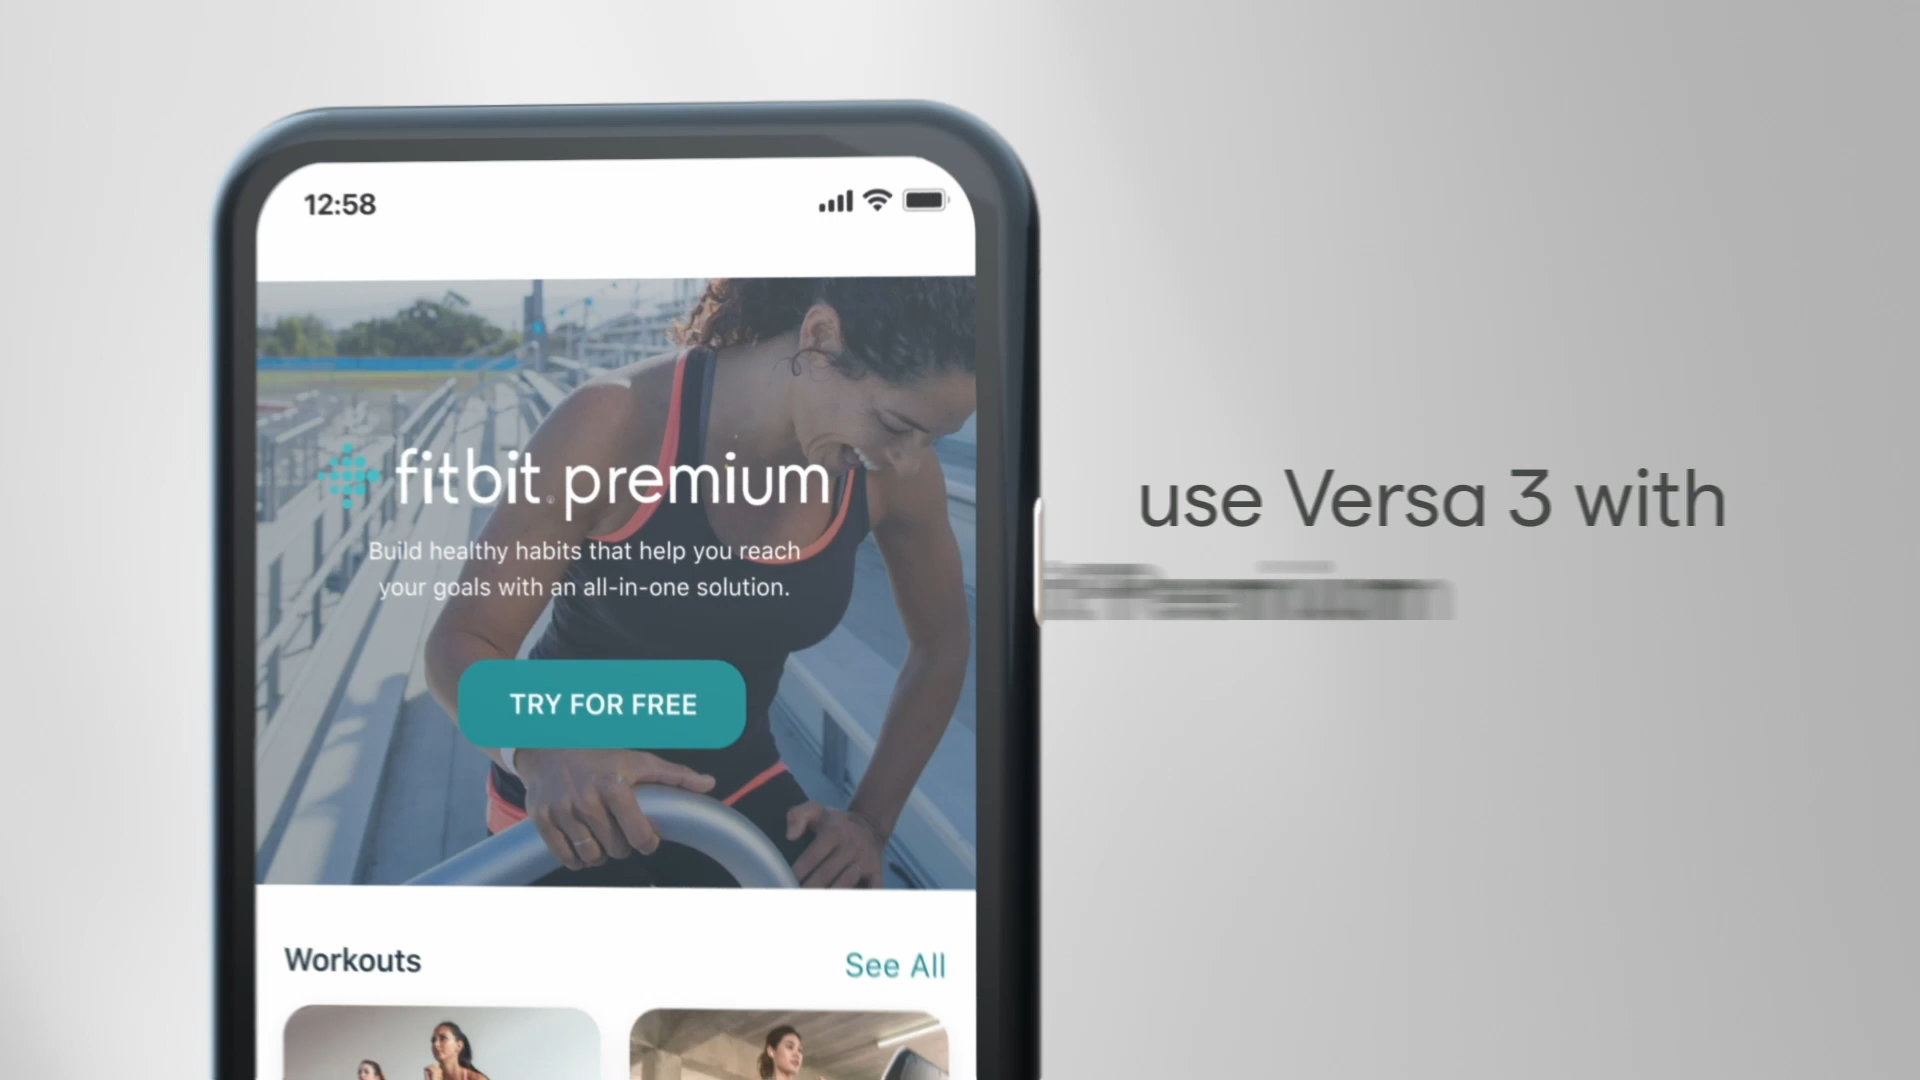 12:58
fitbit premium
Build healthy habits that help you reach
your goals with an all-in-one solution.
TRY FOR FREE
Workouts
See All
use Versa 3 with
Premium